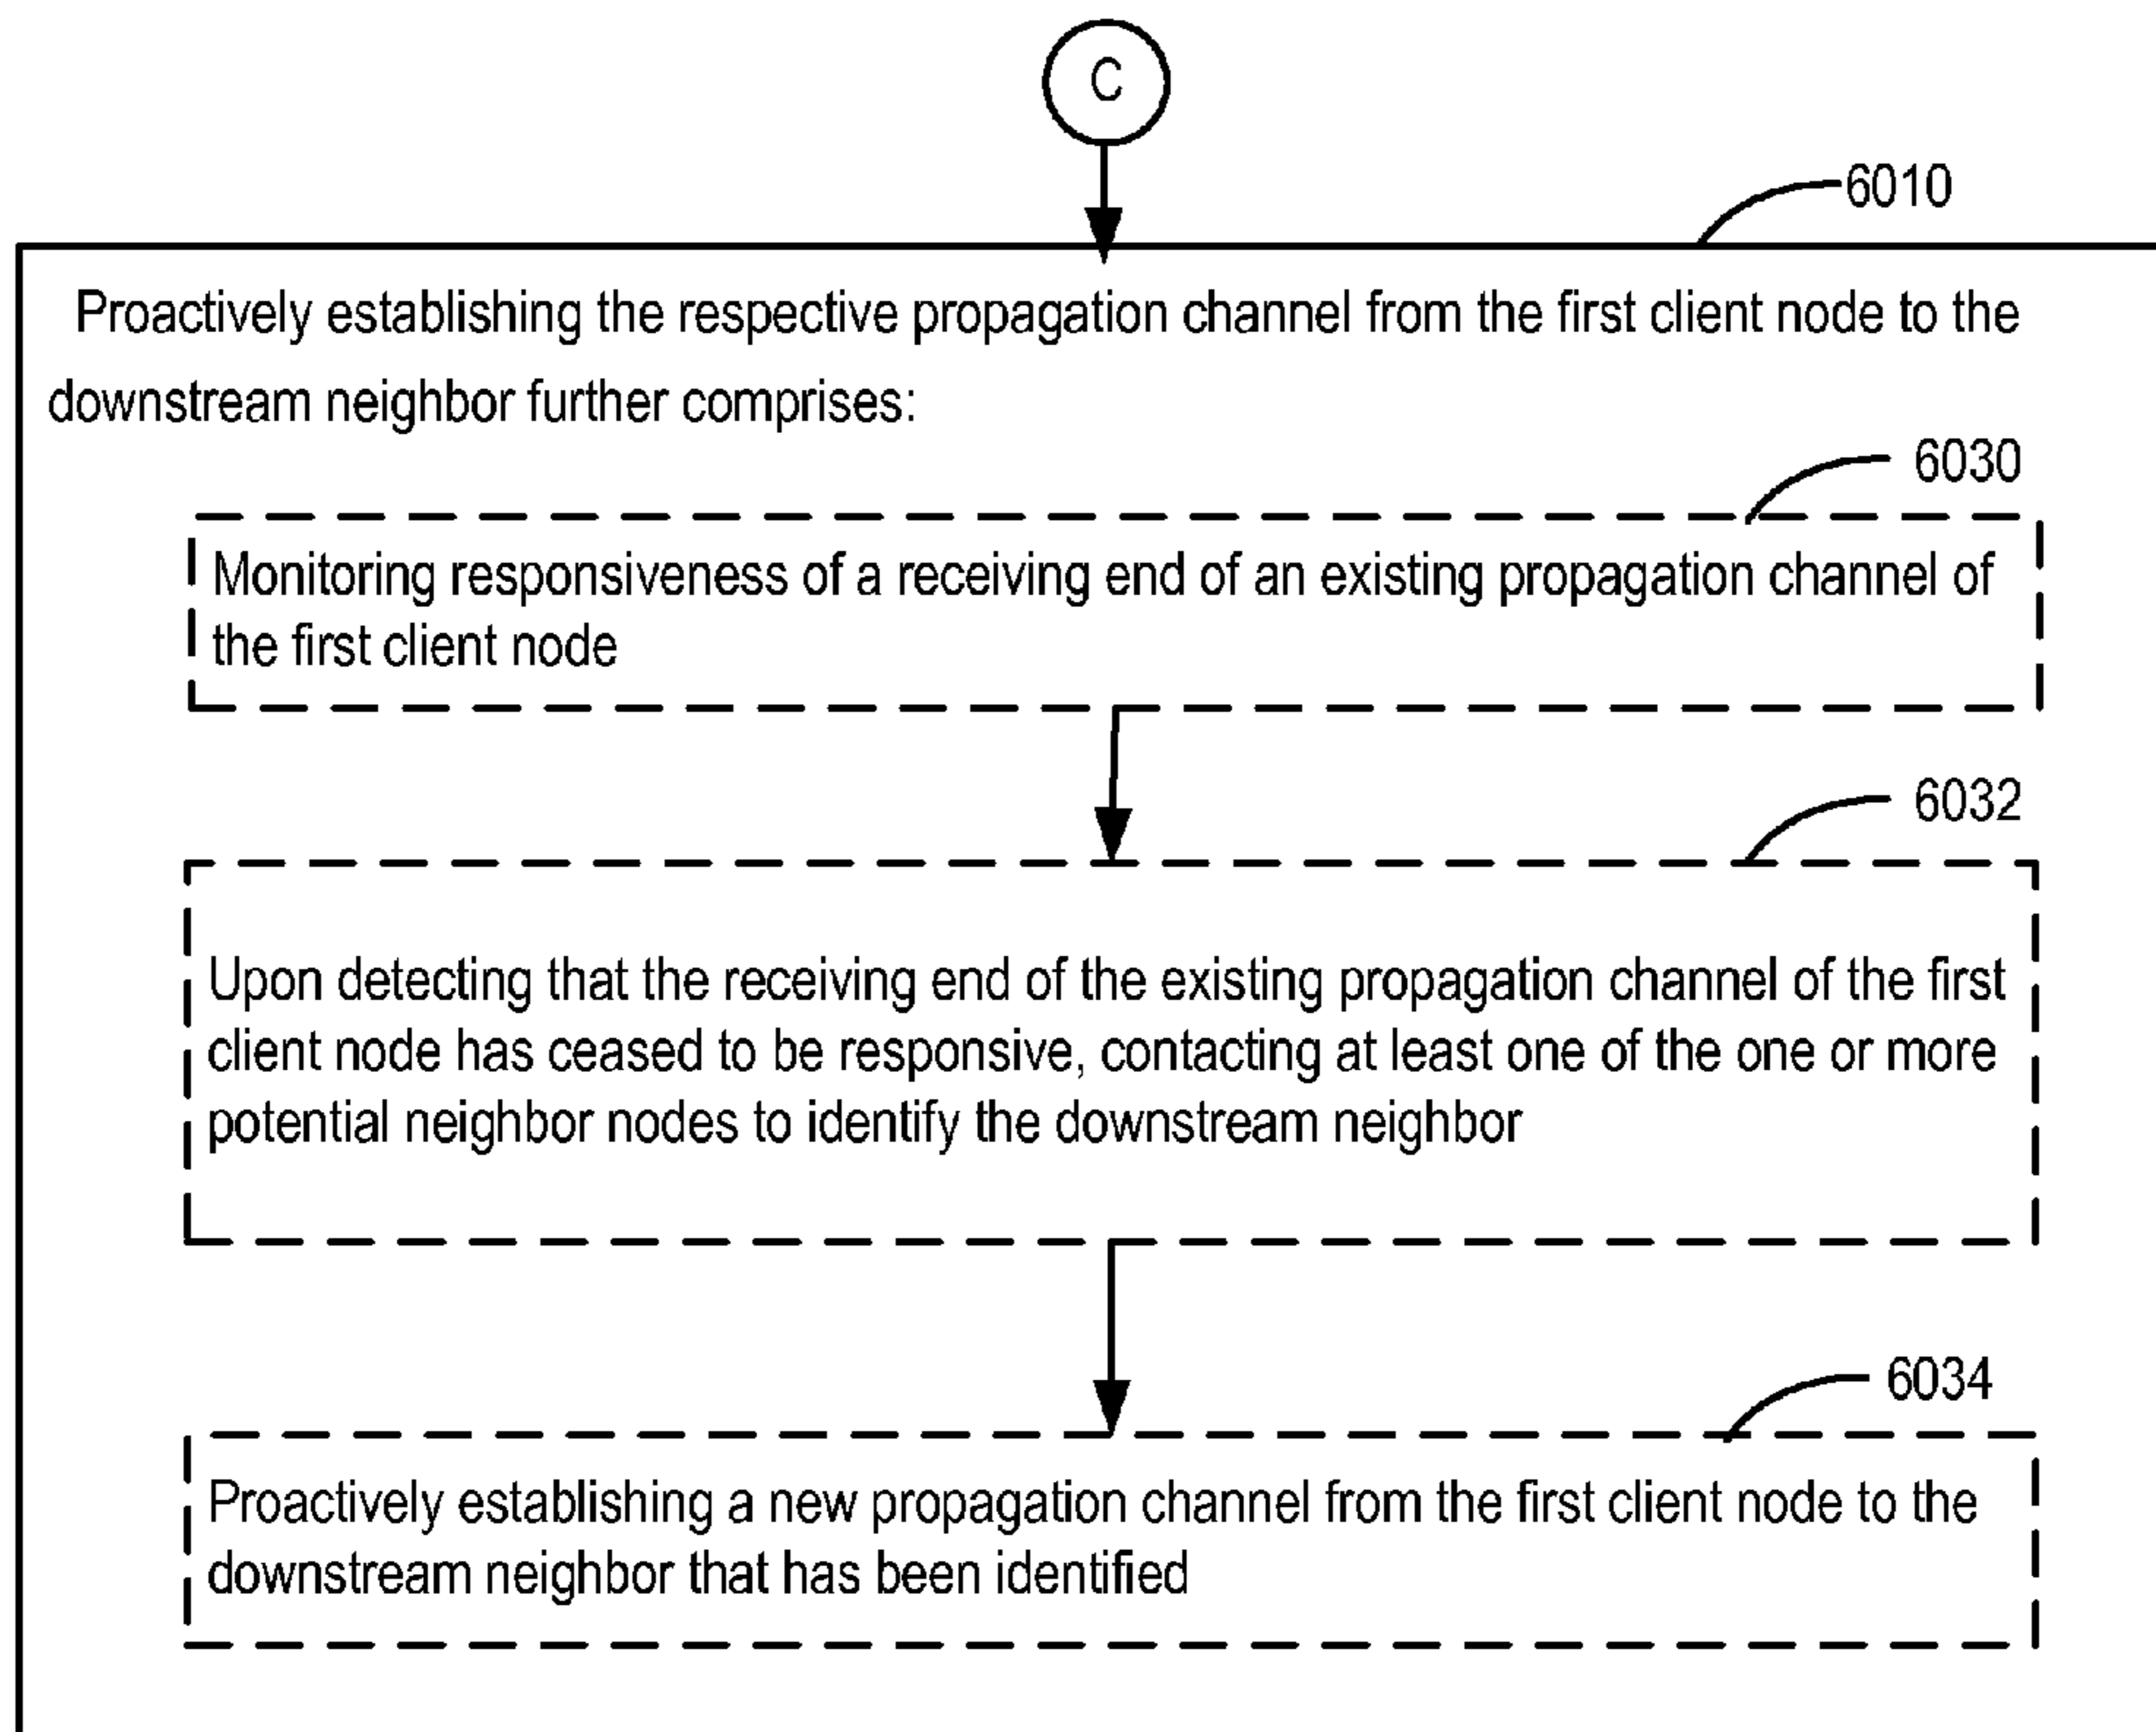 C
6010
Proactively establishing the respective propagation channel from the first client node to the
downstream neighbor further comprises:
6030
Monitoring responsiveness of a receiving end of an existing propagation channel of
the first client node
6032
Upon detecting that the receiving end of the existing propagation channel of the first
client node has ceased to be responsive, contacting at least one of the one or more
potential neighbor nodes to identify the downstream neighbor
6034
Proactively establishing a new propagation channel from the first client node to the
downstream neighbor that has been identified